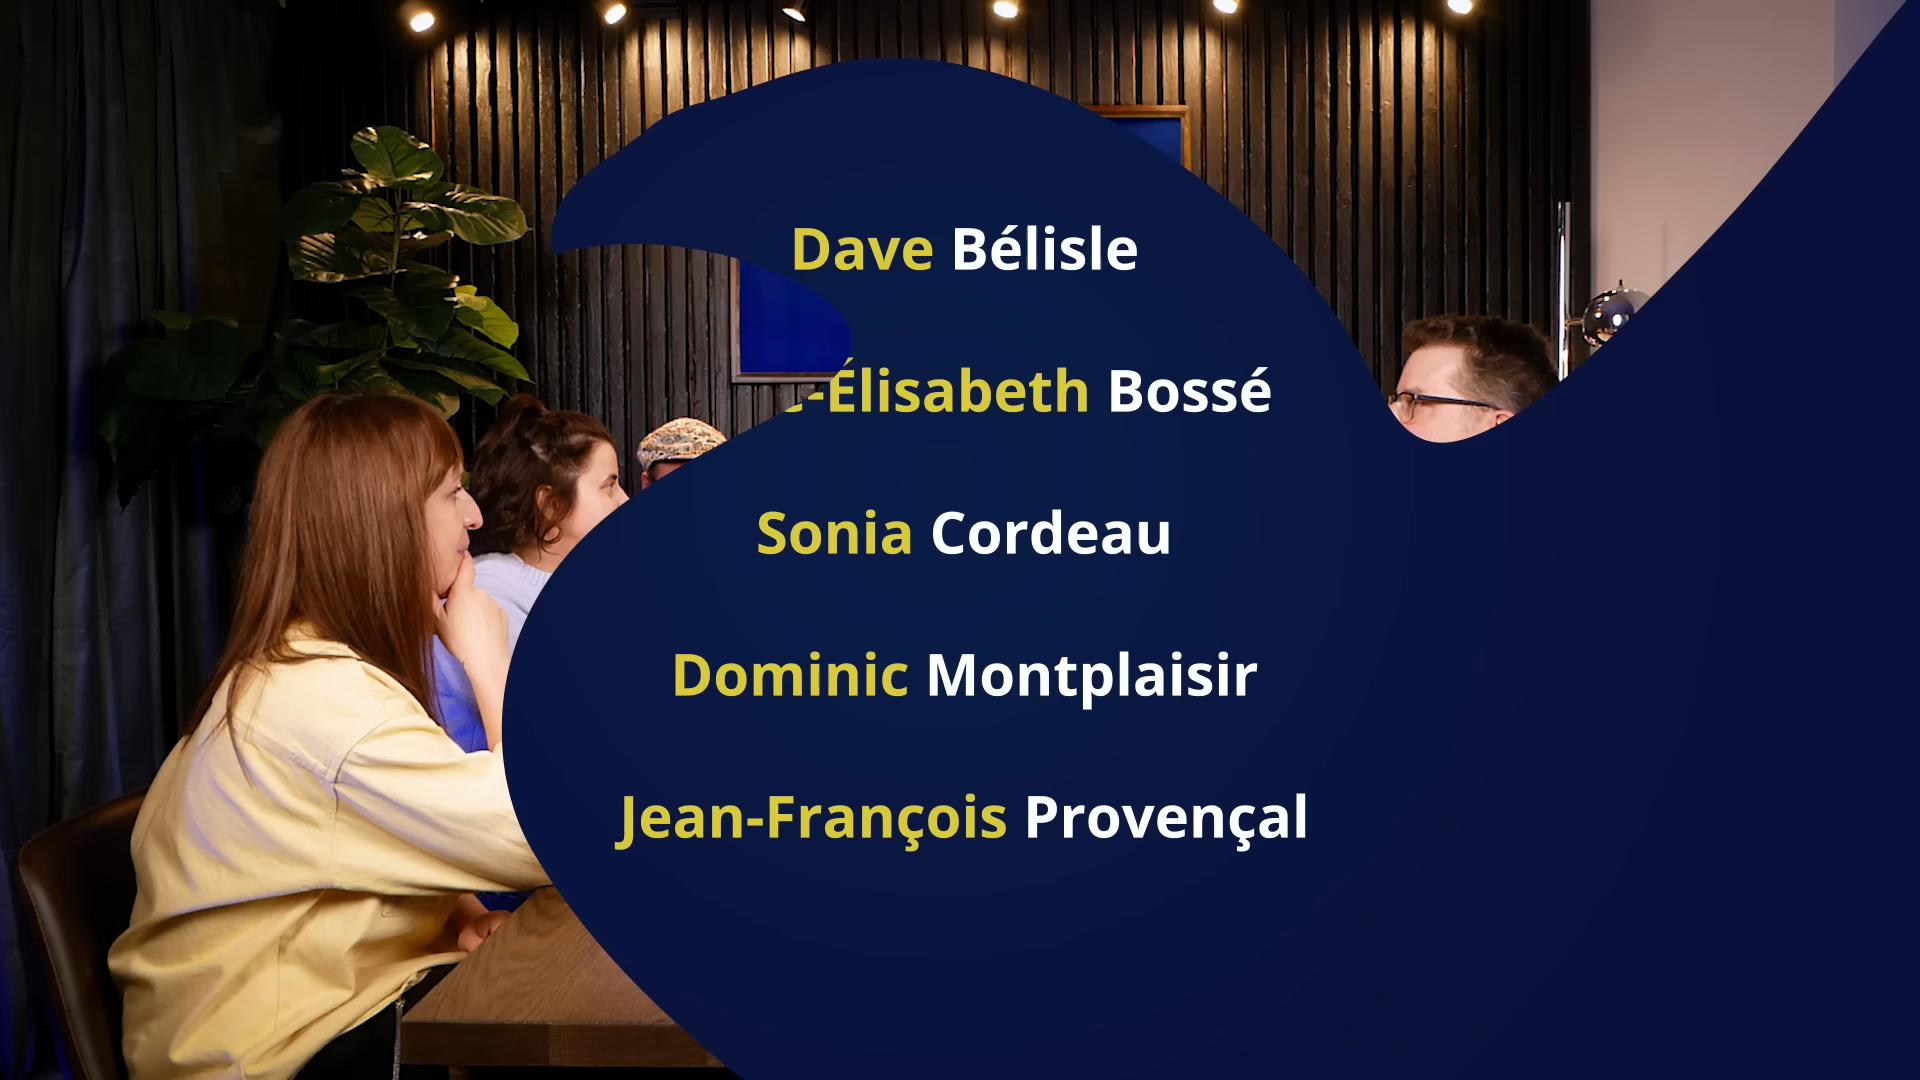 Dave Bélisle
-Élisabeth Bossé
Sonia Cordeau
Dominic Montplaisir
Jean-François Provençal